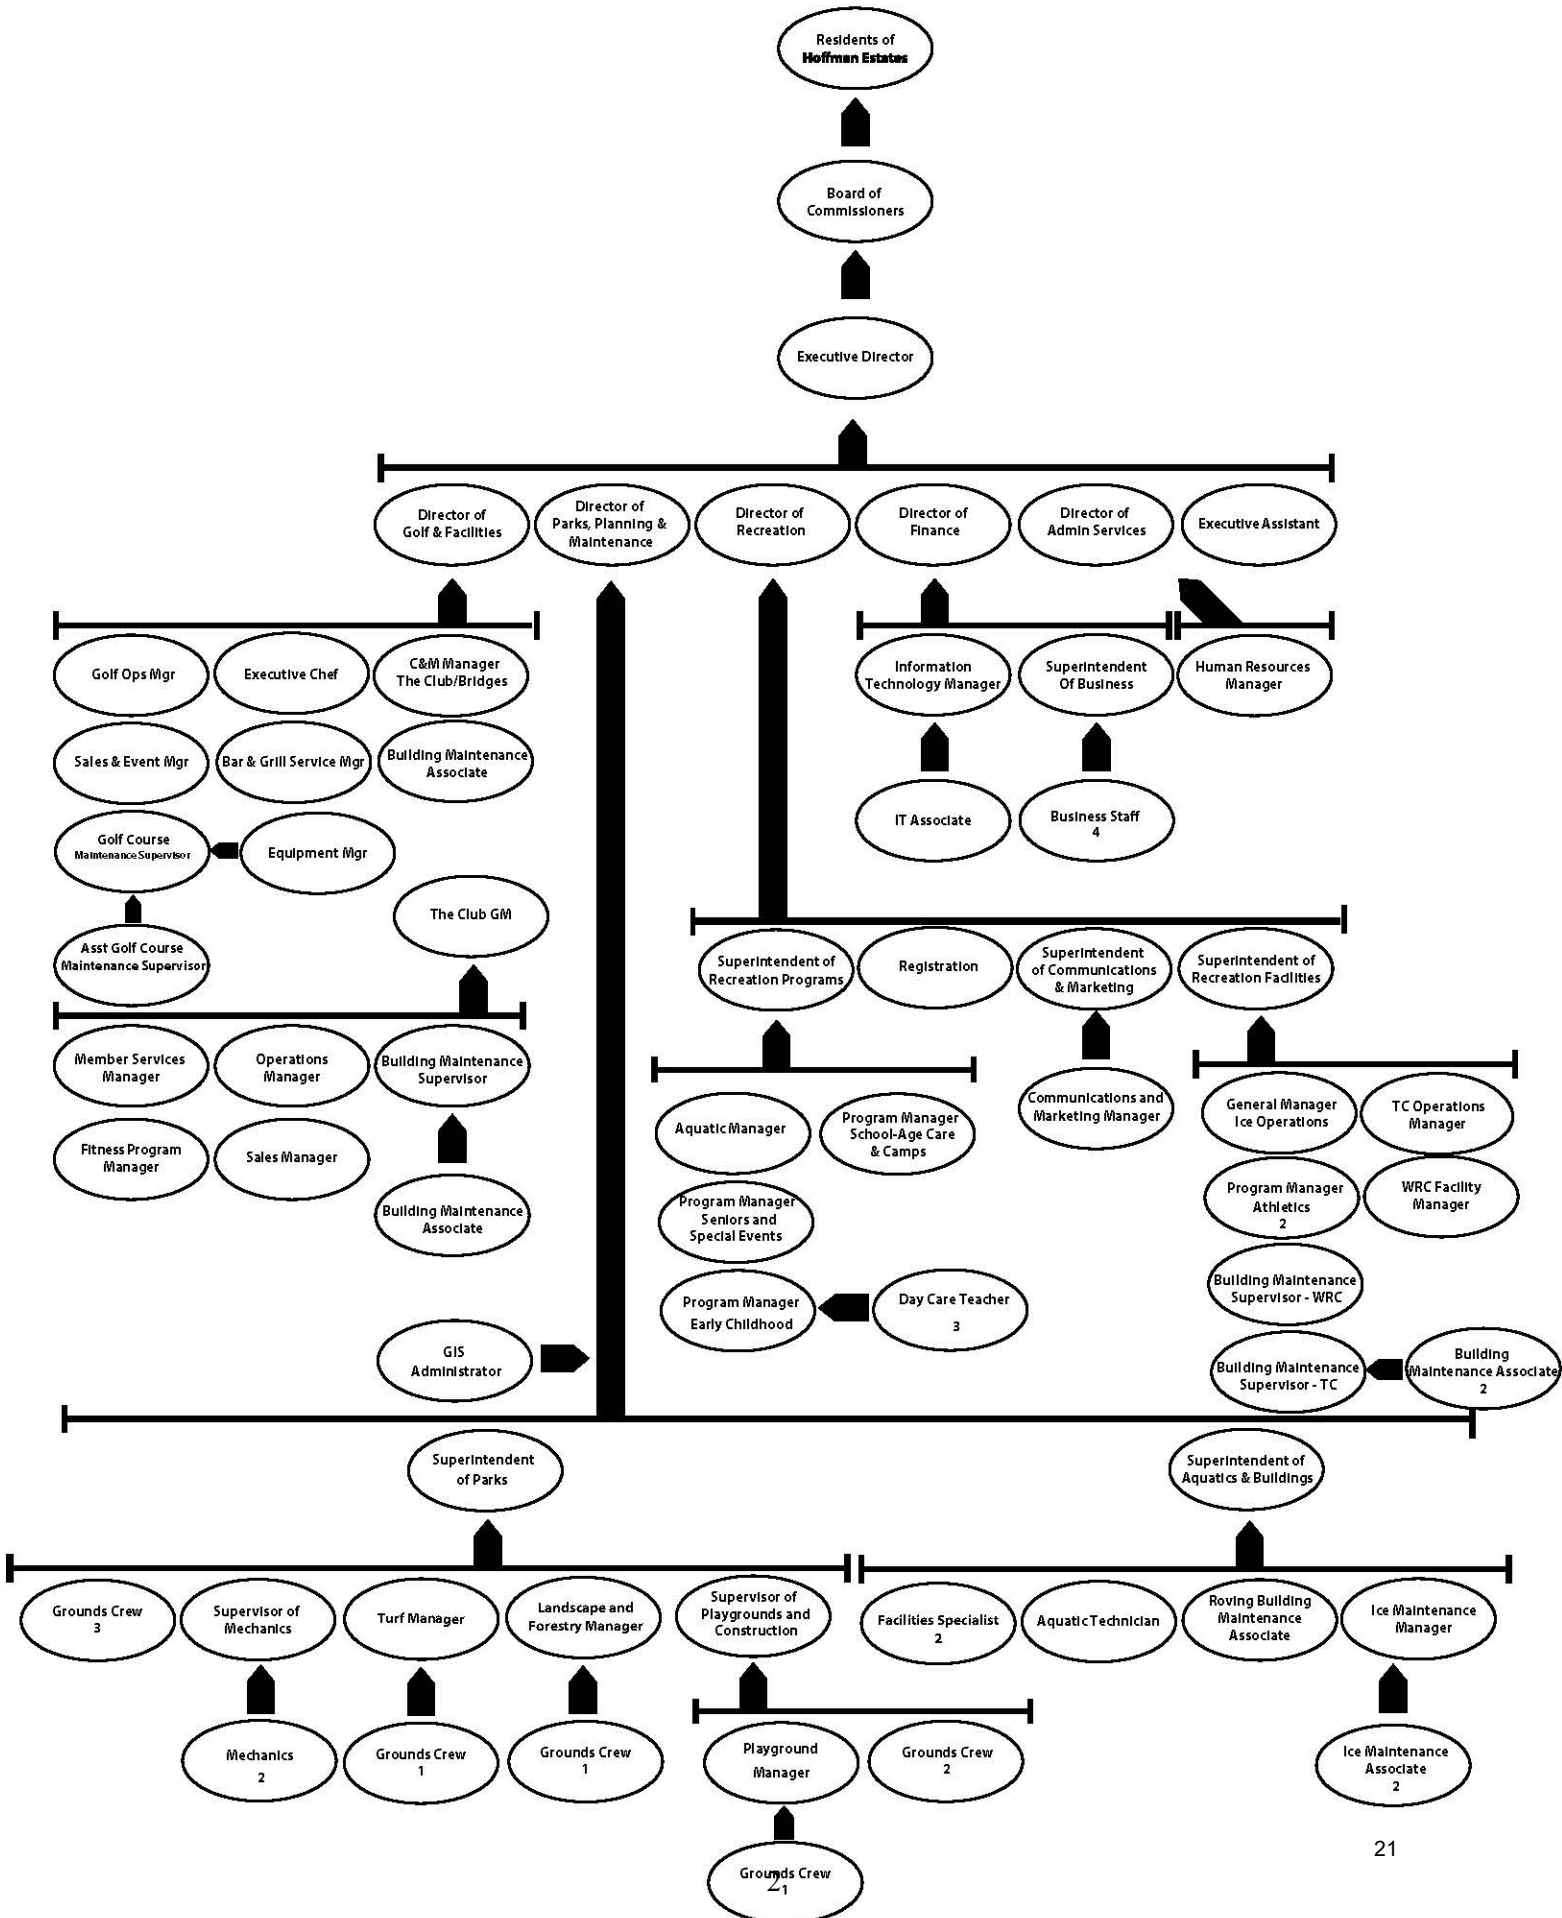 Residents of
Hoffman Estates
Board of
Commissioners
Executive Director
Director of
Golf & Facilities
Director of
Parks, Planning &
Maintenance
Director of
Recreation
Director of
Finance
Director of
Admin Services
Executive Assistant
Golf Ops Mgr
Executive Chef
C&M Manager
The Club/Bridges
Information
Technology Manager
Superintendent
Of Business
Human Resources
Manager
Sales & Event Mgr
Bar & Grill Service Mgr
Building Maintenance
Associate
IT Associate
Business Staff
4
Golf Course
Maintenance Supervisor
Equipment Mgr
The Club GM
Asst Golf Course
Maintenance Supervisor
Superintendent of
Recreation Programs
Registration
Superintendent
of Communications
& Marketing
Superintendent of
Recreation Facilities
Member Services
Manager
Operations
Manager
Building Maintenance
Supervisor
Fitness Program
Manager
Sales Manager
Building Maintenance
Associate
Aquatic Manager
Program Manager
School-Age Care
& Camps
Communications and
Marketing Manager
General Manager
Ice Operations
TC Operations
Manager
Program Manager
Seniors and
Special Events
Program Manager
Athletics
2
WRC Facility
Manager
Program Manager
Early Childhood
Day Care Teacher
3
Building Maintenance
Supervisor - WRC
GIS
Administrator
Building Maintenance
Supervisor - TC
Building
Maintenance Associate
2
Superintendent
of Parks
Superintendent of
Aquatics & Buildings
Grounds Crew
3
Supervisor of
Mechanics
Turf Manager
Landscape and
Forestry Manager
Supervisor of
Playgrounds and
Construction
Facilities Specialist
2
Aquatic Technician
Roving Building
Maintenance
Associate
Ice Maintenance
Manager
Mechanics
2
Grounds Crew
1
Grounds Crew
1
Playground
Manager
Grounds Crew
2
Ice Maintenance
Associate
2
Grounds Crew
1
2
21